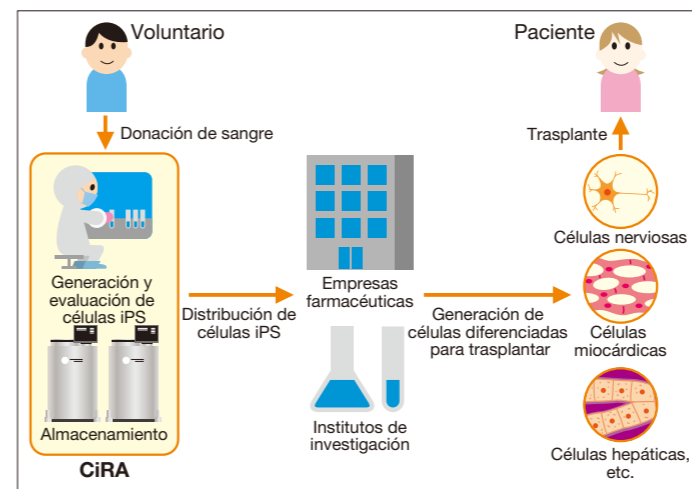 Voluntario
Paciente
Donación de sangre
Trasplante
Generación y
evaluación de
células iPS
Almacenamiento
CiRA
Distribución de
células iPS
Empresas
farmacéuticas
Institutos de
investigación
Generación de
células diferenciadas
para trasplantar
Células nerviosas
Células
miocárdicas
Células hepáticas,
etc.